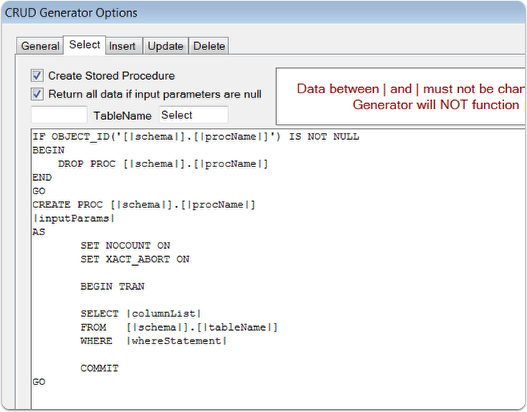 CRUD Generator Options
General Select Insert Update Delete
Create Stored Procedure
Return all data if input parameters are null
TableName Select
Data between | and | must not be
Generator will NOT function
IF OBJECT_ID('[|schema|].[|procName|]') IS NOT NULL
BEGIN
    DROP PROC [|schema|].[|procName|]
END
GO
CREATE PROC [|schema|].[|procName|]
|inputParams|
AS
       SET NOCOUNT ON
       SET XACT_ABORT ON
       BEGIN TRAN
       SELECT |columnList|
       FROM   [|schema|].[|tableName|]
       WHERE  |whereStatement|
       COMMIT
GO